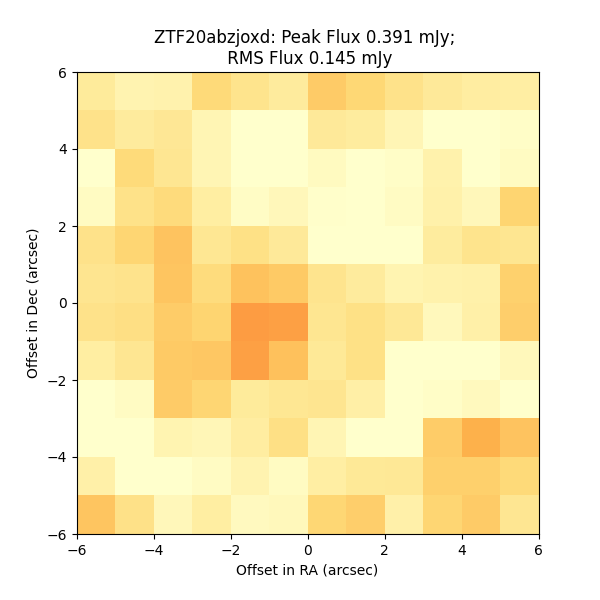 ZTF20abzjoxd: Peak Flux 0.391 mJy;
RMS Flux 0.145 mJy
6
4
2
0
−2
−4
−6
Offset in Dec (arcsec)
−6 −4 −2 0 2 4 6
Offset in RA (arcsec)